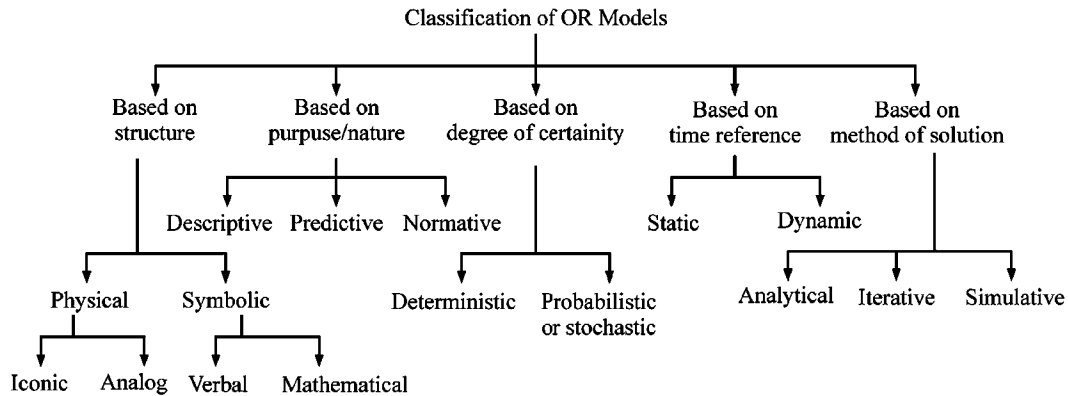 Classification of OR Models
Based on
structure
Based on
purpuse/nature
Based on
degree of certainity
Based on
time reference
Based on
method of solution
Descriptive
Predictive
Normative
Static
Dynamic
Physical
Symbolic
Deterministic
Probabilistic
or stochastic
Analytical
Iterative
Simulative
Iconic
Analog
Verbal
Mathematical